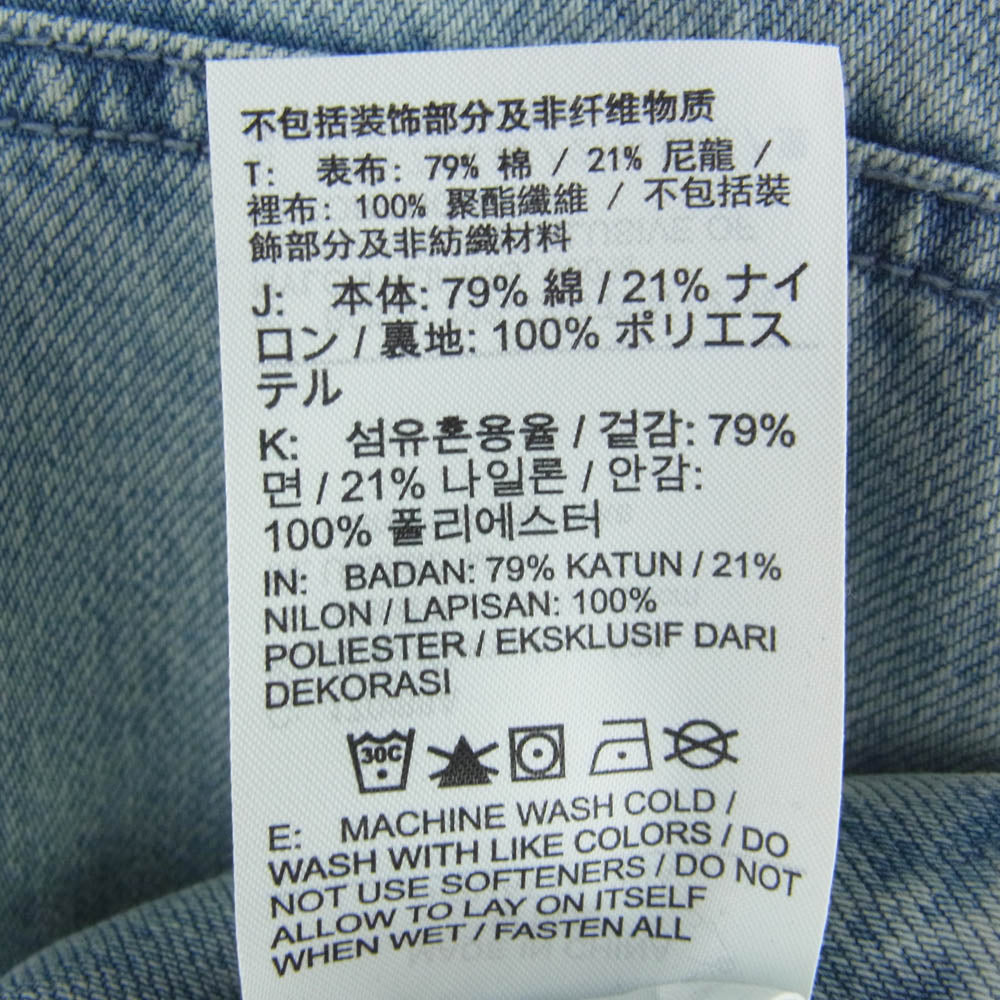 不包括装饰部分及非纤维物质
T: 表布: 79% 棉 / 21% 尼龍 /
裡布: 100% 聚酯纖維 / 不包括裝
飾部分及非紡織材料
J: 本体: 79% 綿 / 21% ナイ
ロン / 裏地: 100% ポリエス
テル
K: 섬유혼용율 / 겉감: 79%
면 / 21% 나일론 / 안감:
100% 폴리에스터
IN: BADAN: 79% KATUN / 21%
NILON / LAPISAN: 100%
POLIESTER / EKSKLUSIF DARI
DEKORASI
30C
E: MACHINE WASH COLD /
WASH WITH LIKE COLORS / DO
NOT USE SOFTENERS / DO NOT
ALLOW TO LAY ON ITSELF
WHEN WET / FASTEN ALL